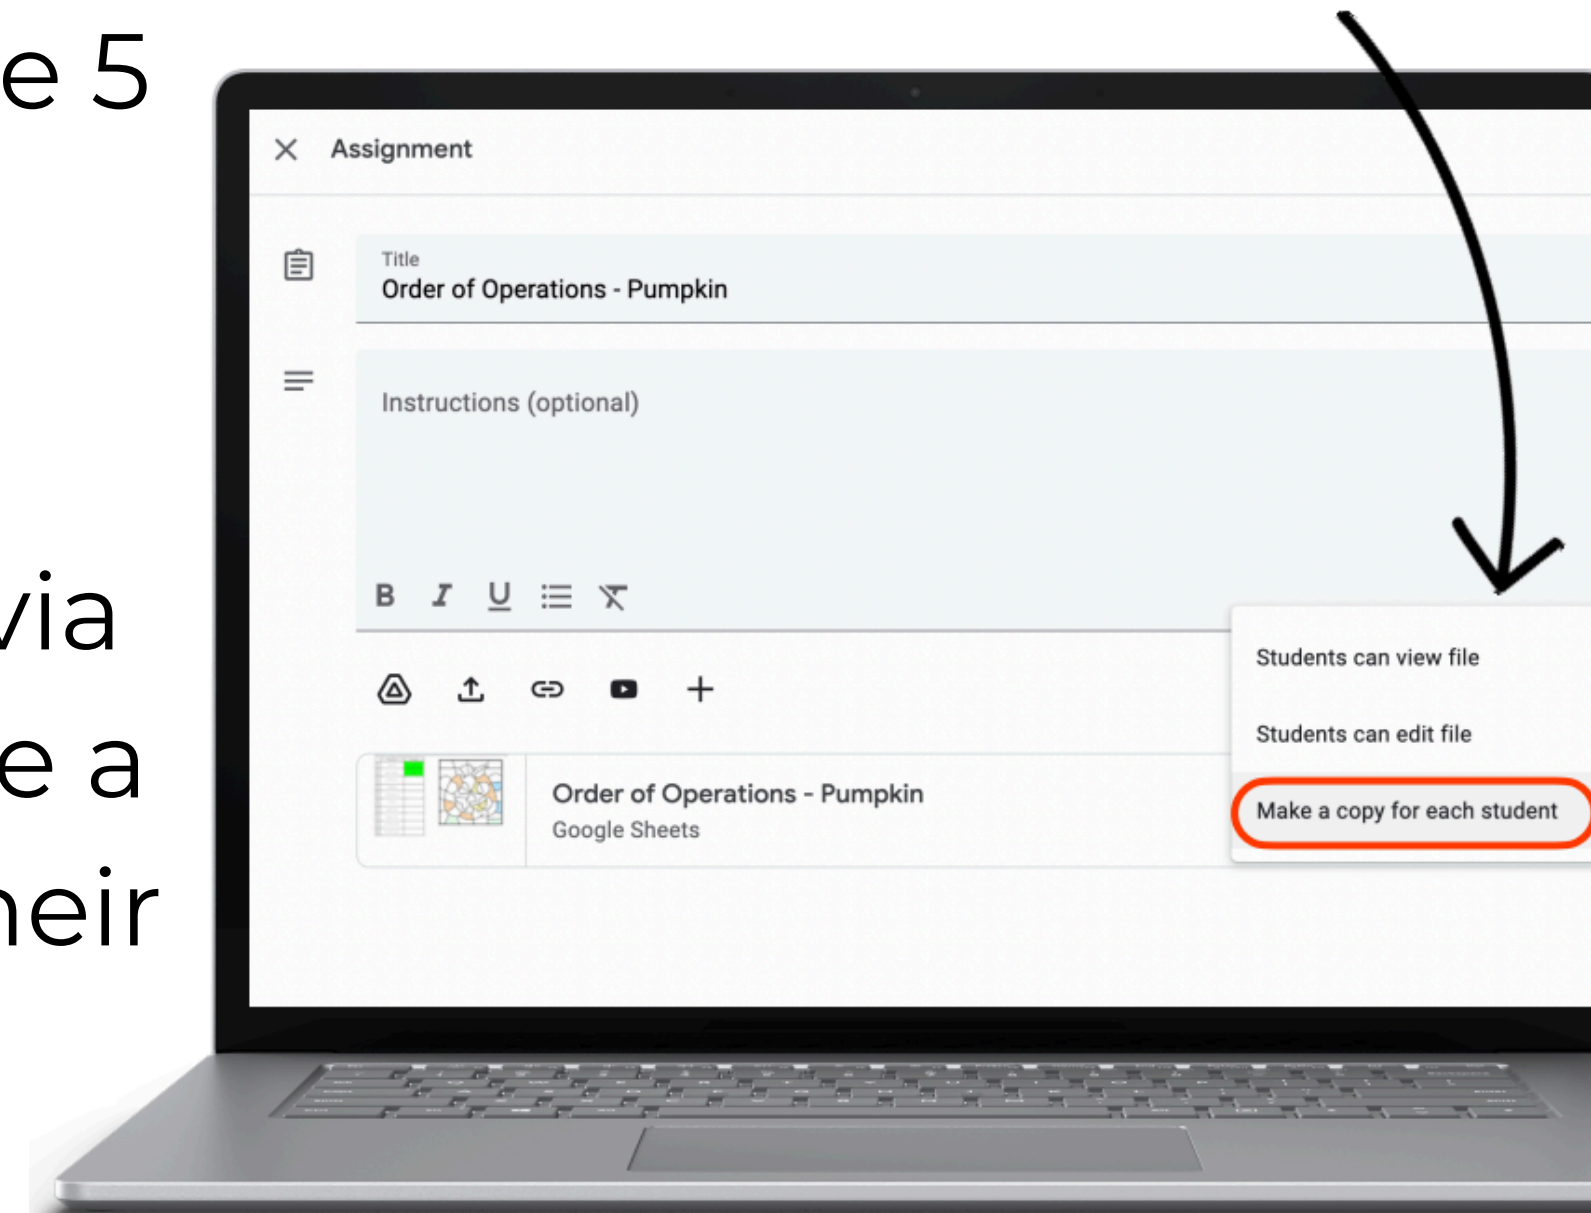 e 5
via
e a
heir
Assignment
Title
Order of Operations - Pumpkin
Instructions (optional)
B I U
Students can view file
Students can edit file
Make a copy for each student
Order of Operations - Pumpkin
Google Sheets